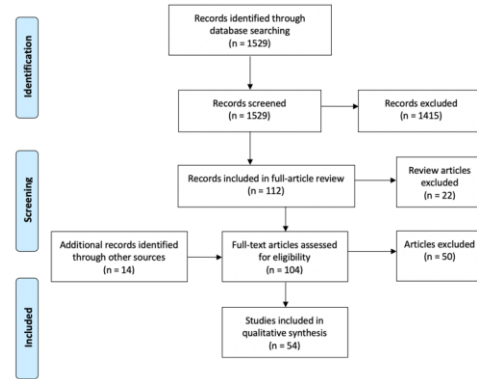 Identification
Records identified through
database searching
(n = 1529)
Records screened
(n = 1529)
Records excluded
(n = 1415)
Screening
Records included in full-article review
(n = 112)
Review articles
excluded
(n = 22)
Additional records identified
through other sources
(n = 14)
Full-text articles assessed
for eligibility
(n = 104)
Articles excluded
(n = 50)
Included
Studies included in
qualitative synthesis
(n = 54)